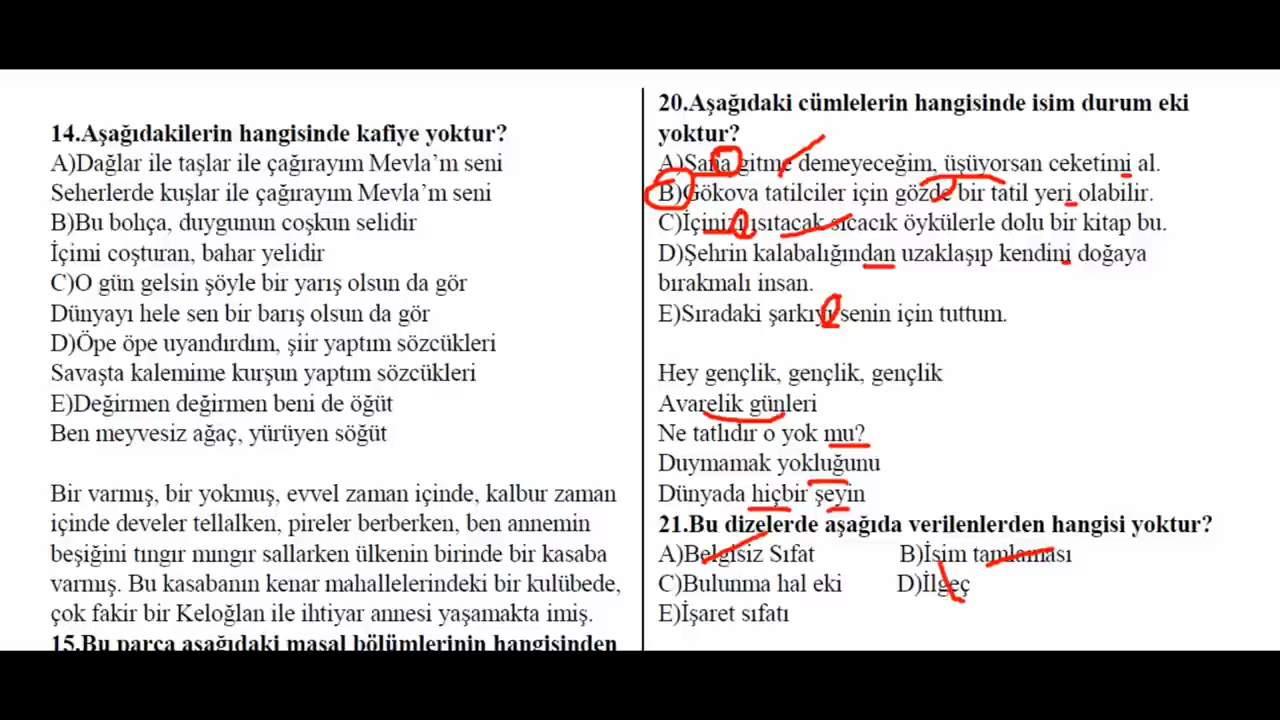 14.Aşağıdakilerin hangisinde kafiye yoktur?
A)Dağlar ile taşlar ile çağırayım Mevla’m seni
Seherlerde kuşlar ile çağırayım Mevla’m seni
B)Bu bohça, duygunun coşkun selidir
İçimi coşturan, bahar yelidir
C)O gün gelsin şöyle bir yarış olsun da gör
Dünyayı hele sen bir barış olsun da gör
D)Öpe öpe uyandırdım, şiir yaptım sözcükleri
Savaşta kalemime kurşun yaptım sözcükleri
E)Değirmen değirmen beni de öğüt
Ben meyvesiz ağaç, yürüyen söğüt
Bir varmış, bir yokmuş, evvel zaman içinde, kalbur zaman
içinde develer tellalken, pireler berberken, ben annemin
beşiğini tıngır mıngır sallarken ülkenin birinde bir kasaba
varmış. Bu kasabanın kenar mahallelerindeki bir kulübede,
çok fakir bir Keloğlan ile ihtiyar annesi yaşamakta imiş.
15.Bu parça aşağıdaki masal bölümlerinin hangisinden
20.Aşağıdaki cümlelerin hangisinde isim durum eki
yoktur?
A)Sana gitme demeyeceğim, üşüyorsan ceketimi al.
B)Gökova tatilciler için gözde bir tatil yeri olabilir.
C)İçinizi ısıtacak sıcacık öykülerle dolu bir kitap bu.
D)Şehrin kalabalığından uzaklaşıp kendini doğaya
bırakmalı insan.
E)Sıradaki şarkıyı senin için tuttum.
Hey gençlik, gençlik, gençlik
Avarelik günleri
Ne tatlıdır o yok mu?
Duymamak yokluğunu
Dünyada hiçbir şeyin
21.Bu dizelerde aşağıda verilenlerden hangisi yoktur?
A)Belgisiz Sıfat B)İsim tamlaması
C)Bulunma hal eki D)İlgeç
E)İşaret sıfatı